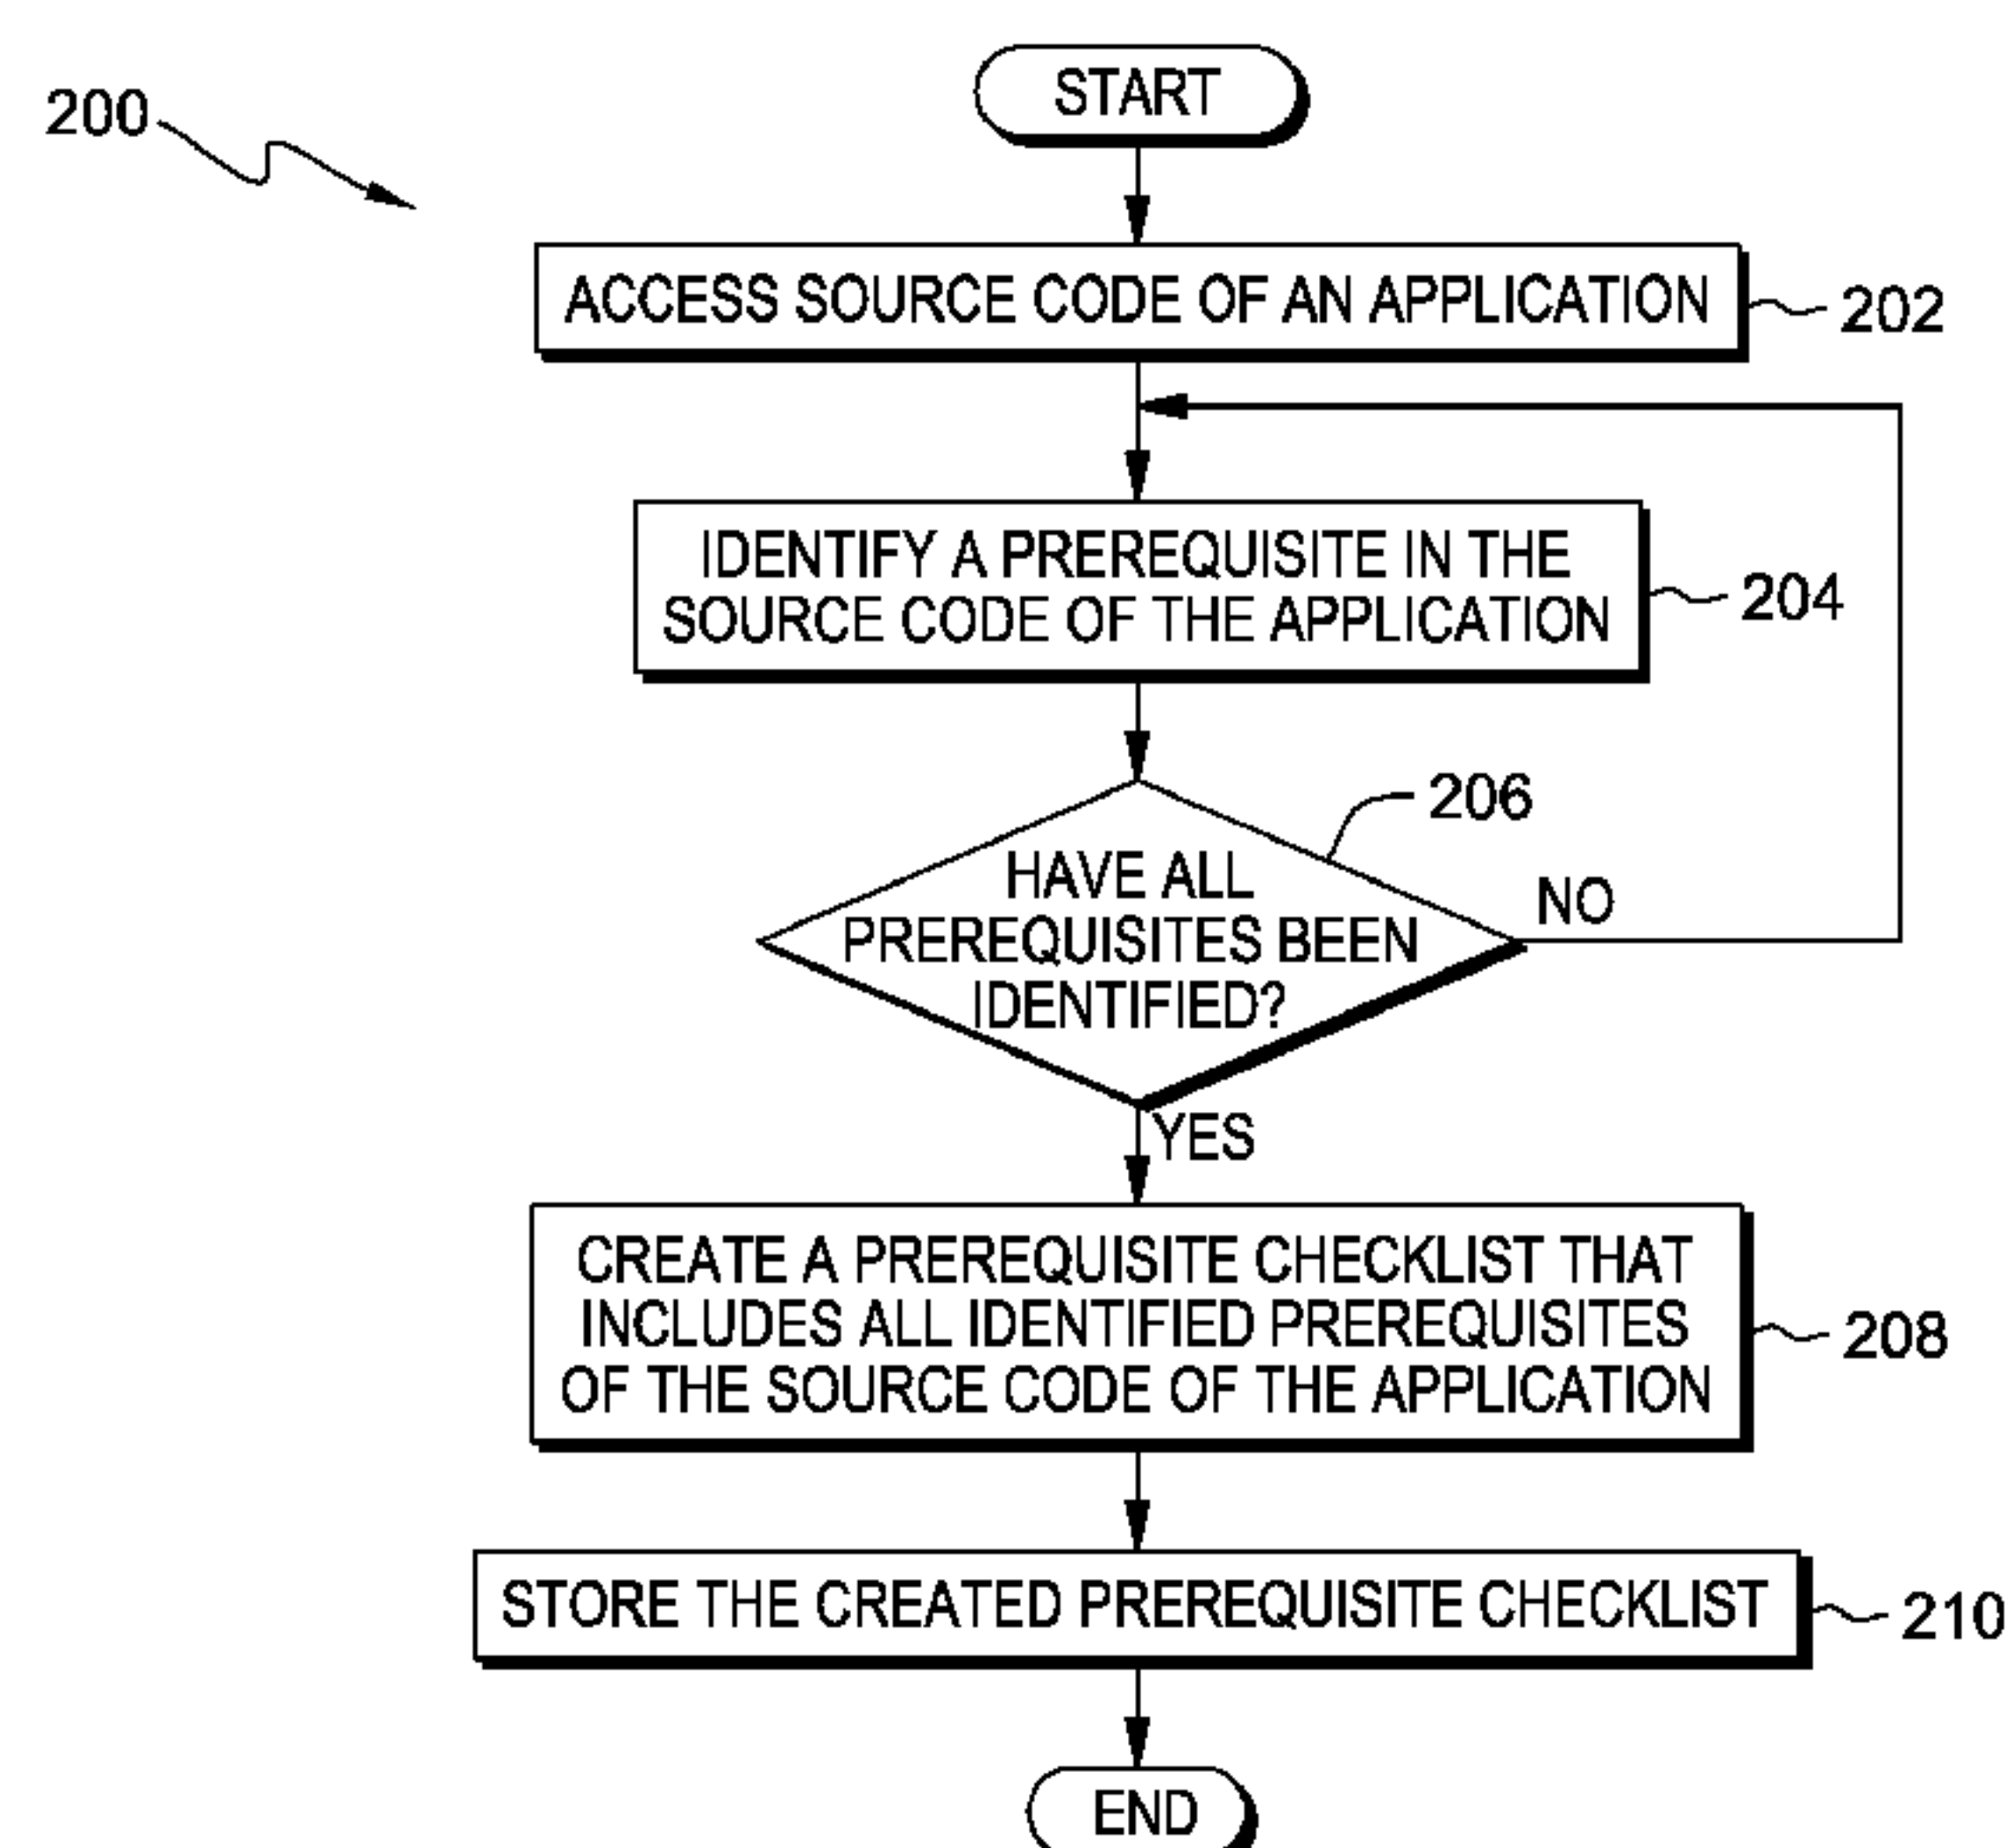 START
200
ACCESS SOURCE CODE OF AN APPLICATION
202
IDENTIFY A PREREQUISITE IN THE
SOURCE CODE OF THE APPLICATION
204
206
HAVE ALL
PREREQUISITES BEEN
IDENTIFIED?
NO
YES
CREATE A PREREQUISITE CHECKLIST THAT
INCLUDES ALL IDENTIFIED PREREQUISITES
OF THE SOURCE CODE OF THE APPLICATION
208
STORE THE CREATED PREREQUISITE CHECKLIST
210
END